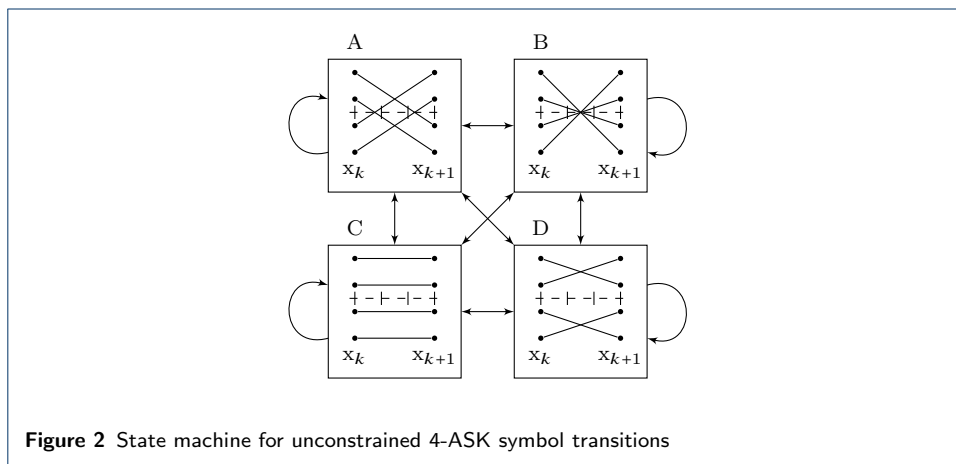 A B
x_k x_{k+1} x_k x_{k+1}
C D
x_k x_{k+1} x_k x_{k+1}
Figure 2 State machine for unconstrained 4-ASK symbol transitions